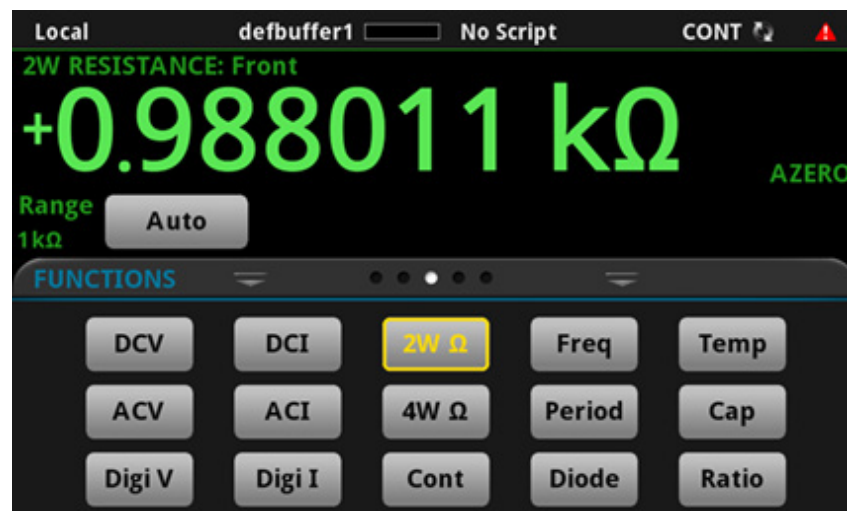 Local defbuffer1 No Script CONT
2W RESISTANCE: Front
+0.988011 kΩ
AZERO
Range Auto
1kΩ
FUNCTIONS
DCV DCI 2W Ω Freq Temp
ACV ACI 4W Ω Period Cap
Digi V Digi I Cont Diode Ratio